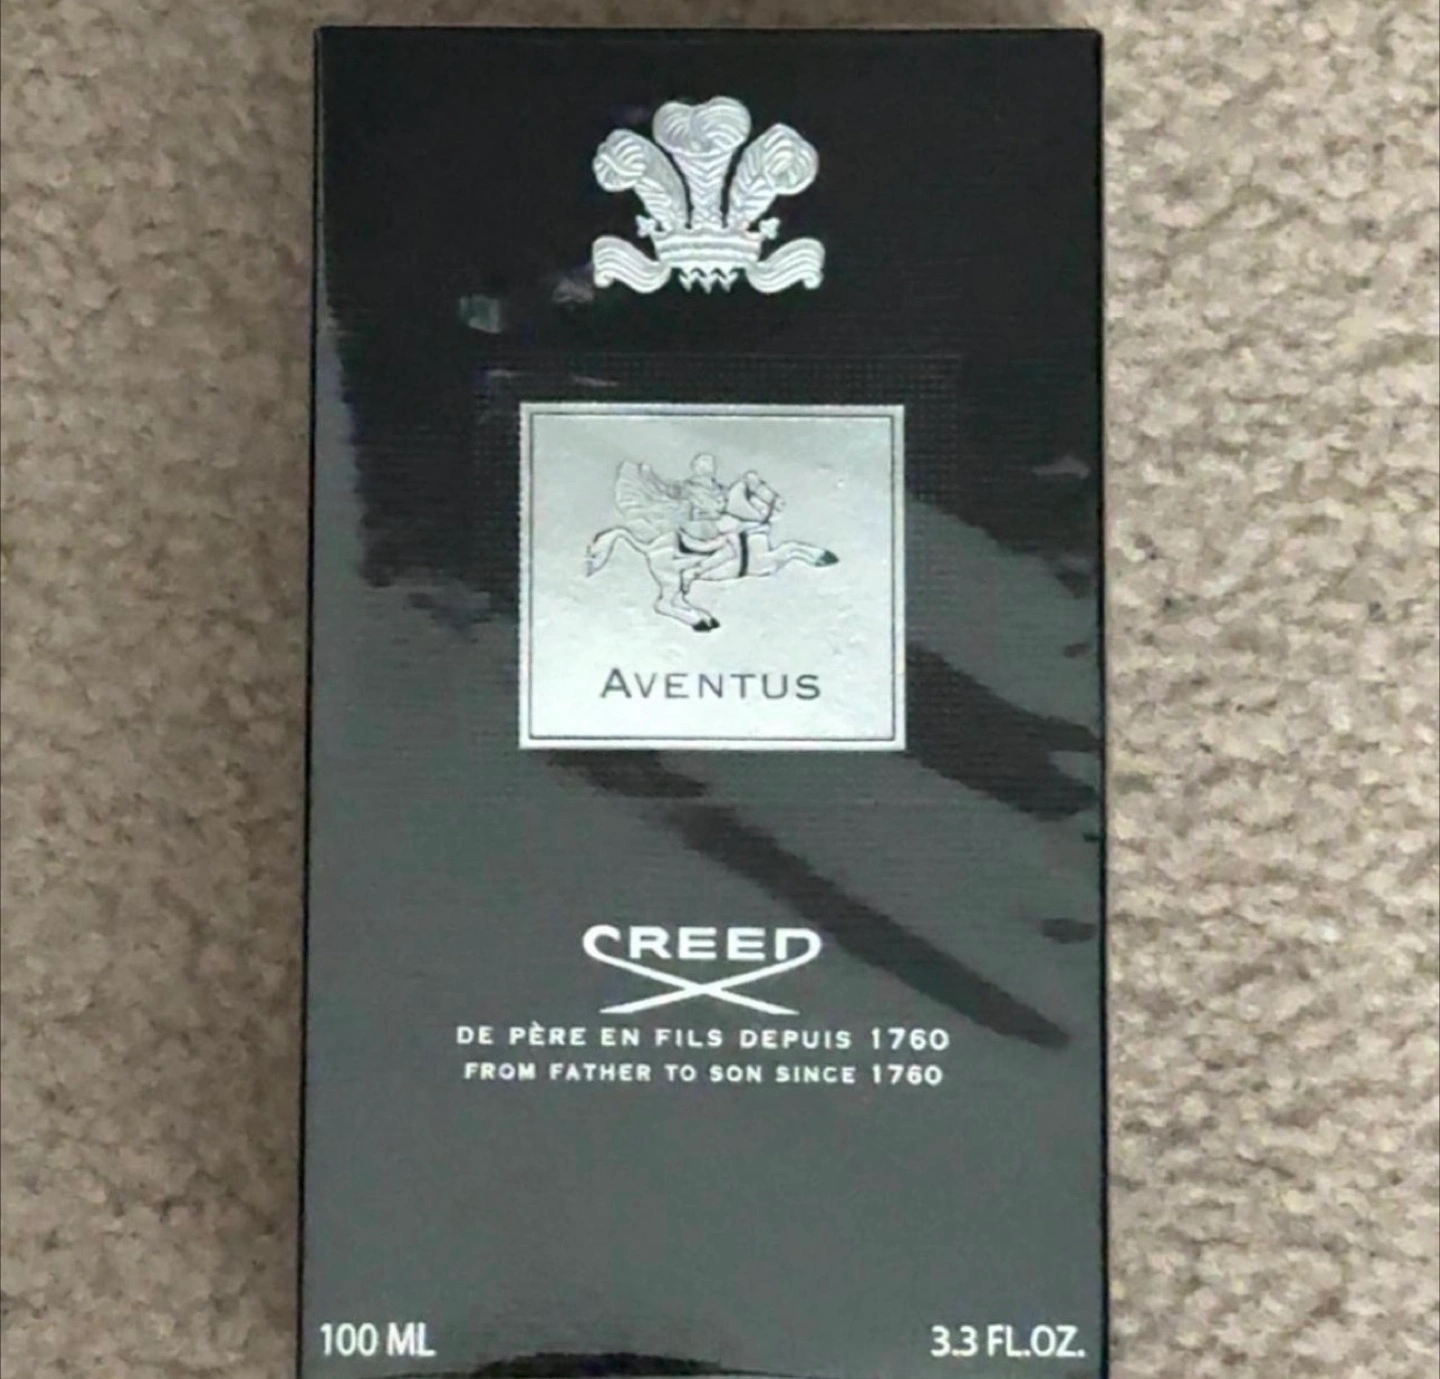 AVENTUS
CREED
DE PÈRE EN FILS DEPUIS 1760
FROM FATHER TO SON SINCE 1760
100 ML
3.3 FL.OZ.